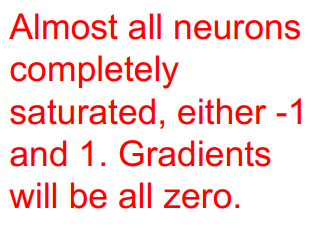 Almost all neurons
completely
saturated, either -1
and 1. Gradients
will be all zero.